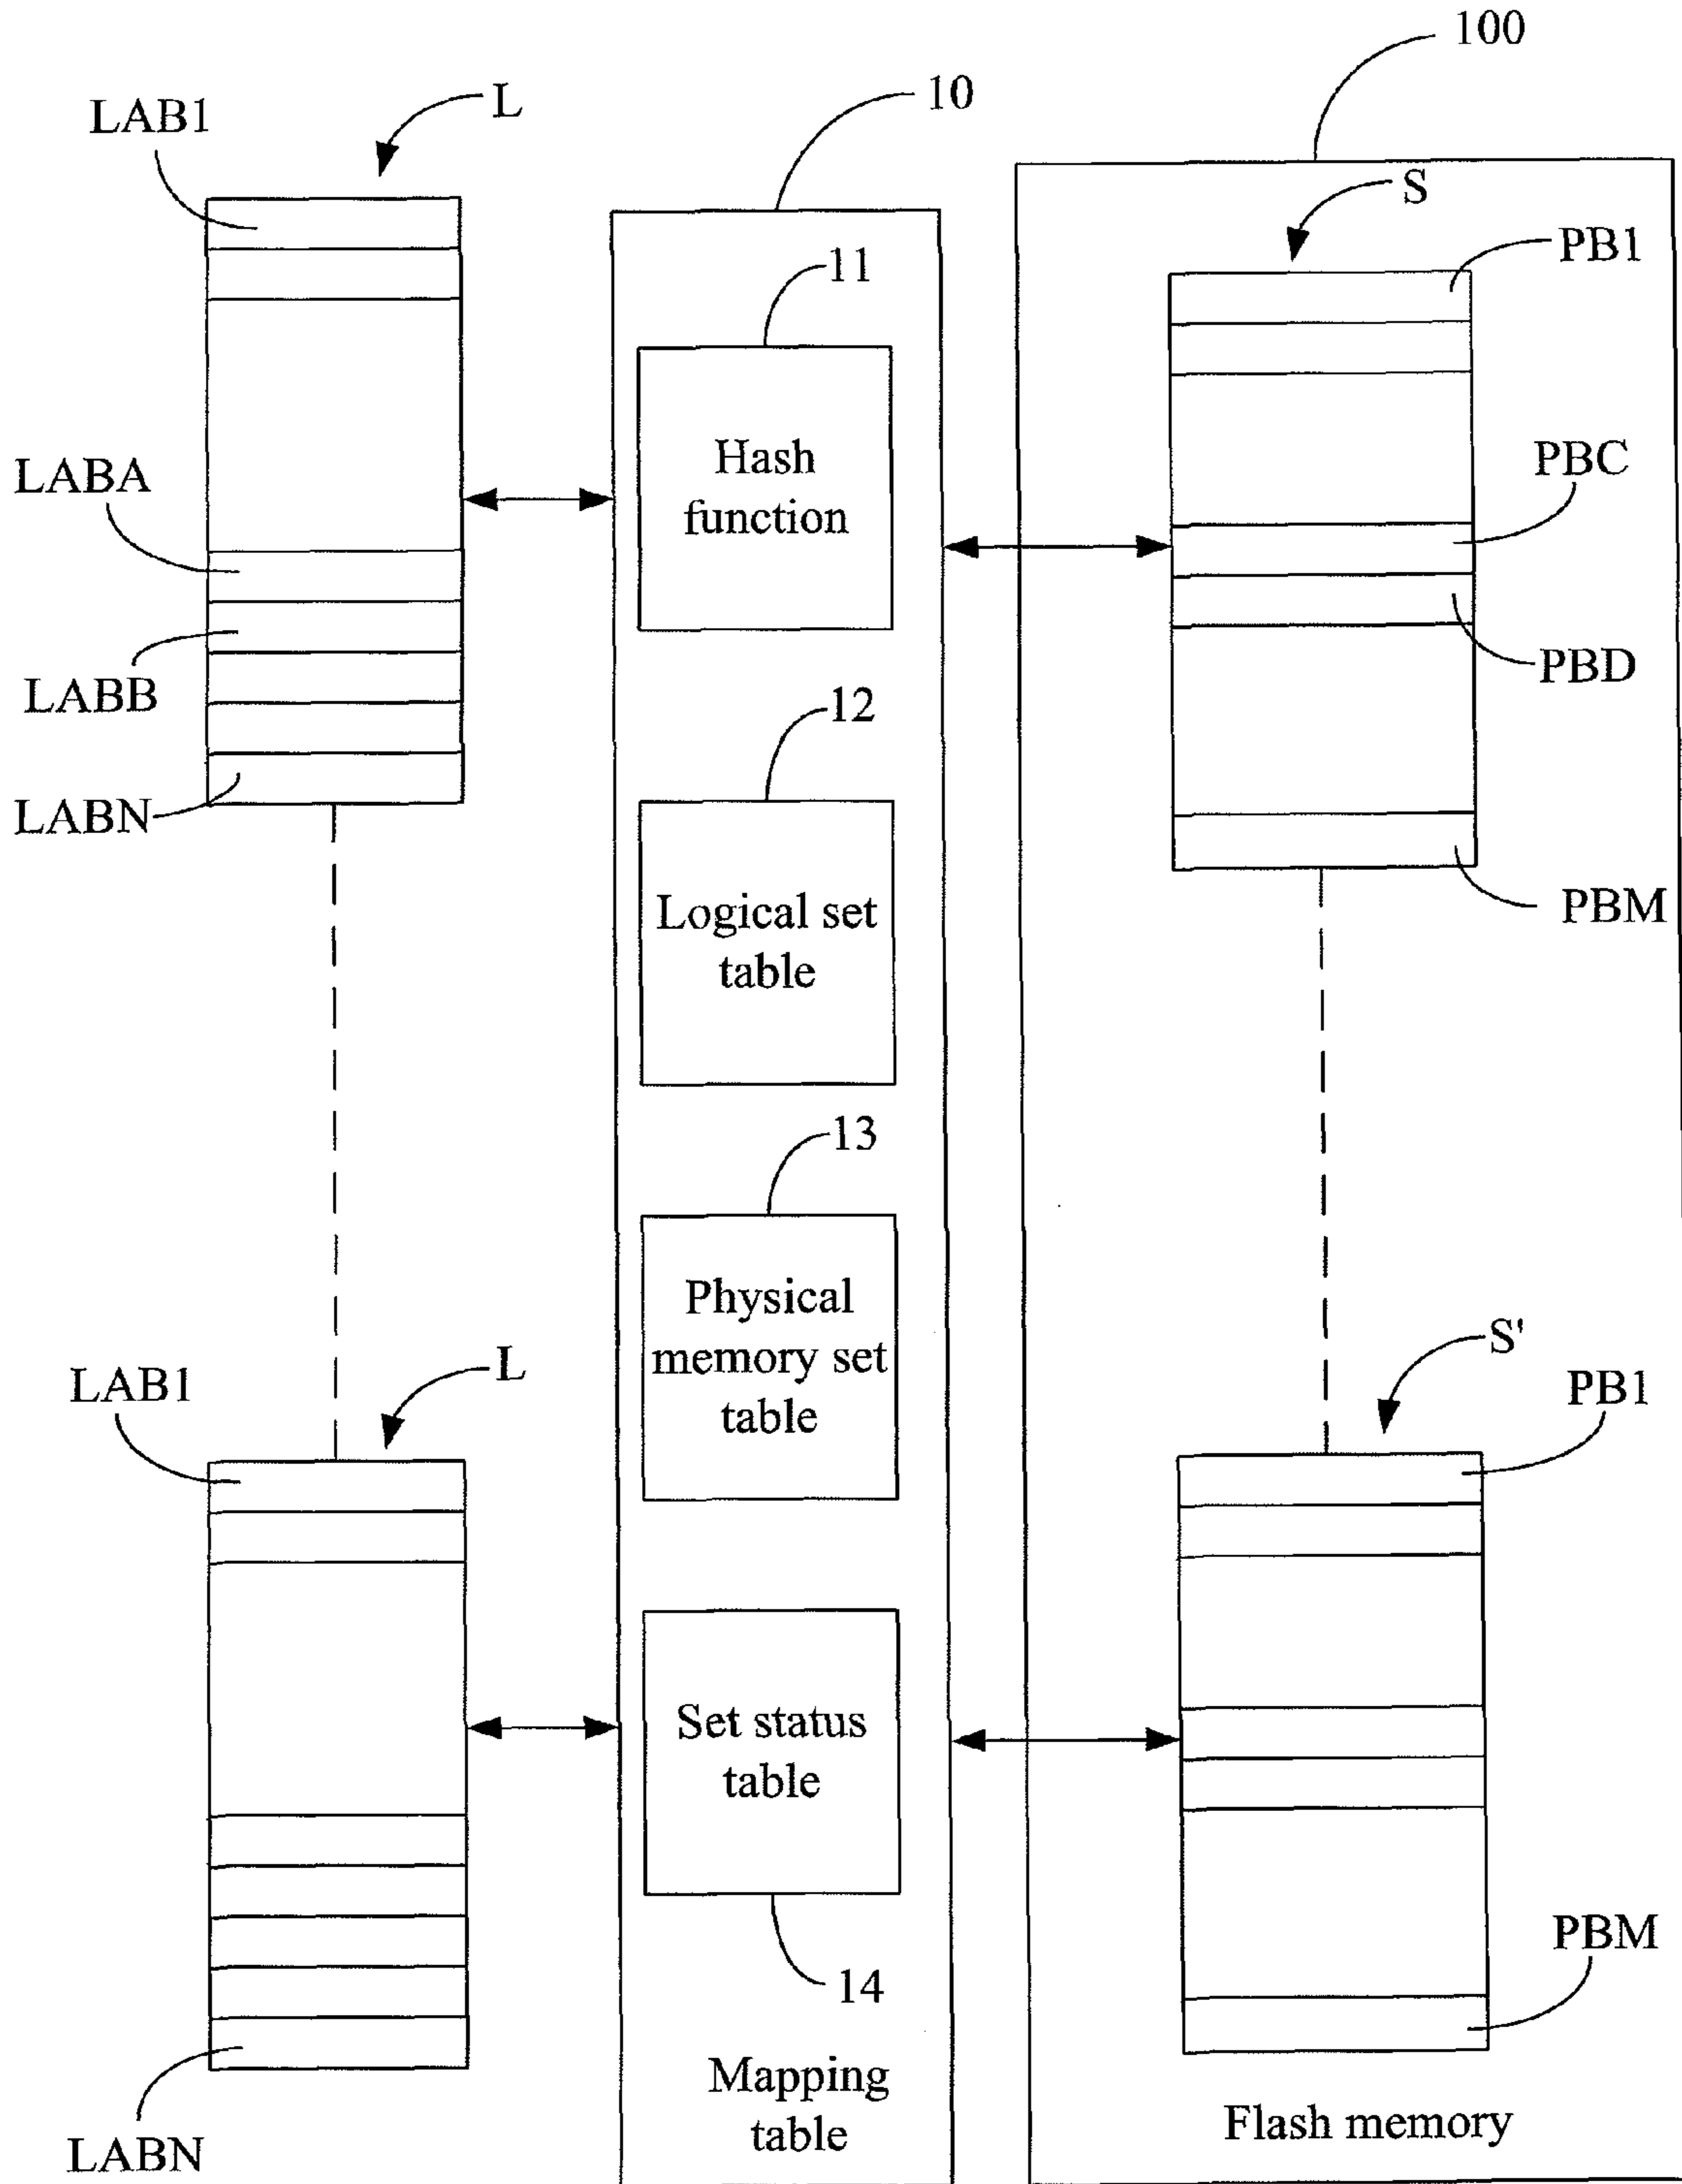 100
LAB1
L
10
S
PB1
11
Hash
function
LABA
PBC
LABB
PBD
12
LABN
Logical set
table
PBM
13
Physical
memory set
table
LAB1
L
S'
PB1
Set status
table
14
PBM
LABN
Mapping
table
Flash memory